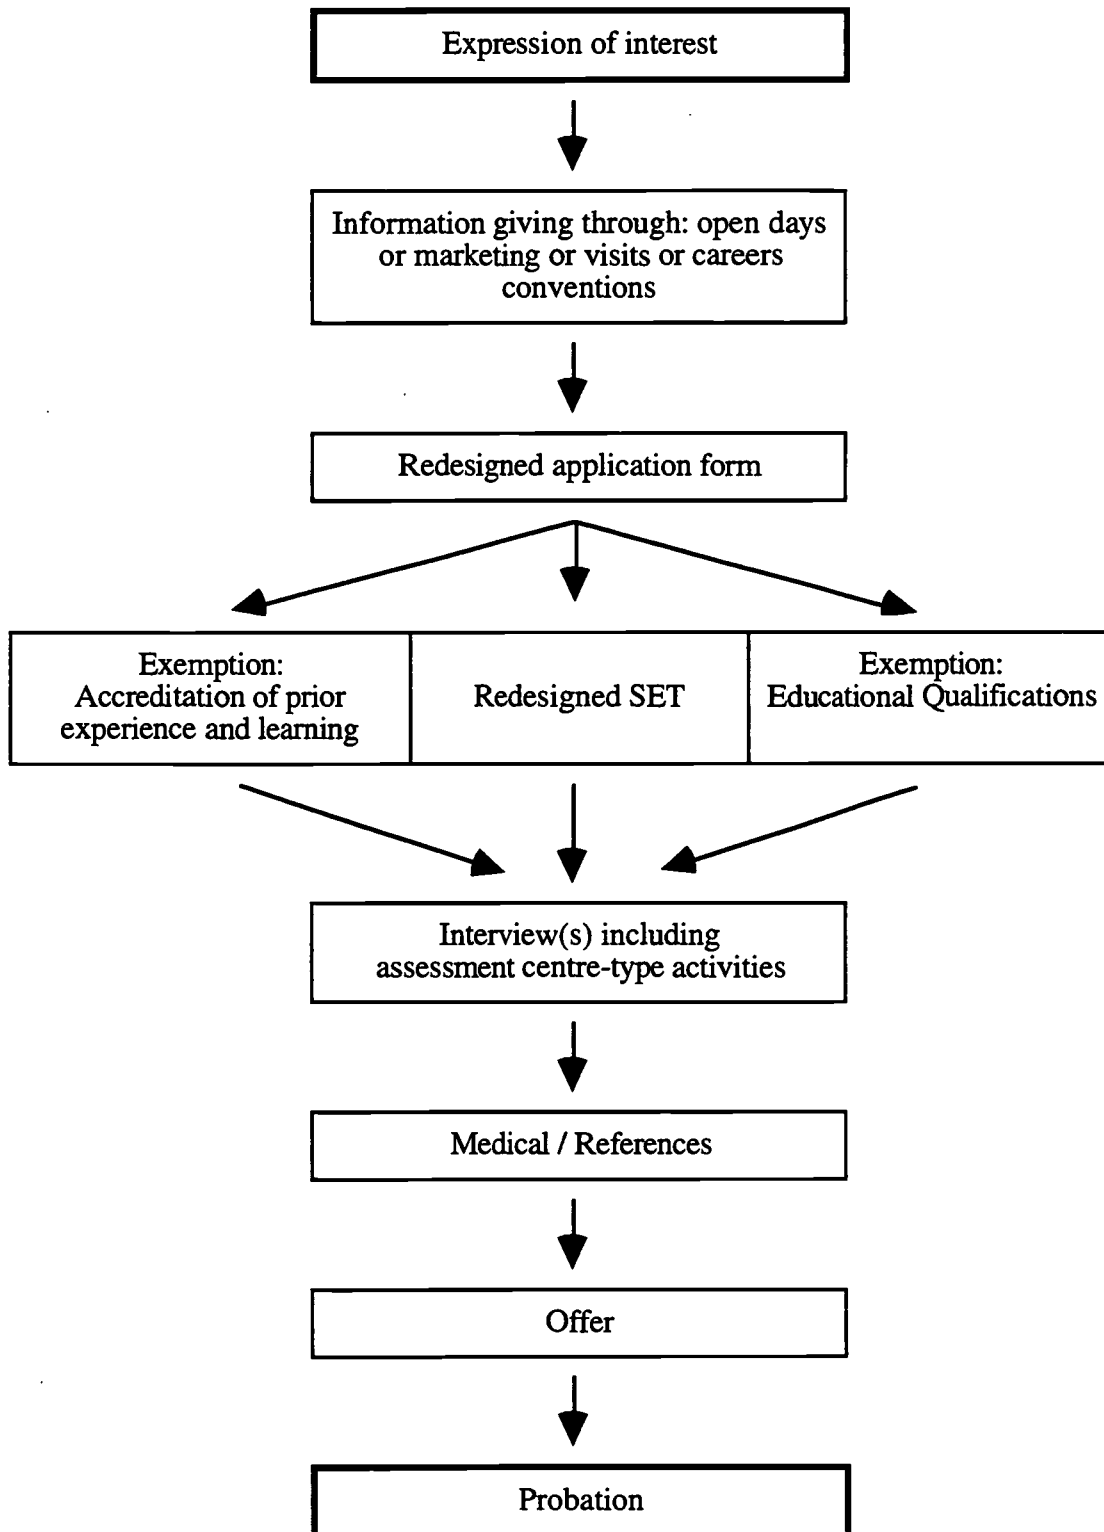 Expression of interest
Information giving through: open days
or marketing or visits or careers
conventions
Redesigned application form
Exemption:
Accreditation of prior
experience and learning
Redesigned SET
Exemption:
Educational Qualifications
Interview(s) including
assessment centre-type activities
Medical / References
Offer
Probation